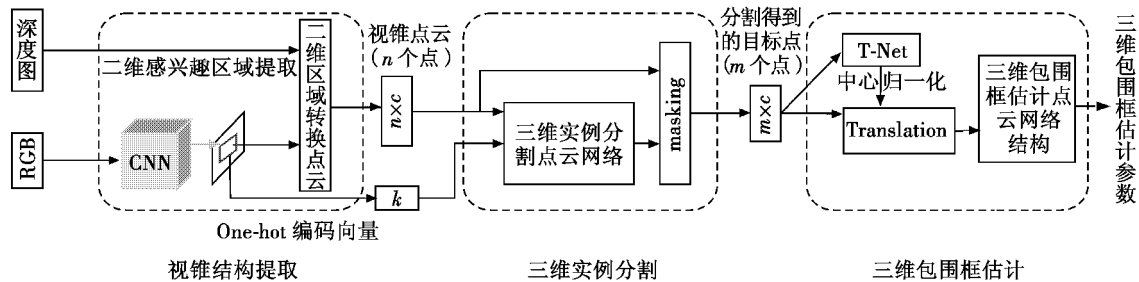 深度图
RGB
二维感兴趣区域提取
CNN
二维区域转换点云
One-hot 编码向量
视锥结构提取
视锥点云
(n 个点)
n×c
k
三维实例分
割点云网络
masking
三维实例分割
分割得到
的目标点
(m 个点)
m×c
T-Net
中心归一化
Translation
三维包围
框估计点
云网络
结构
三维包围框估计
三维包围框估计参数